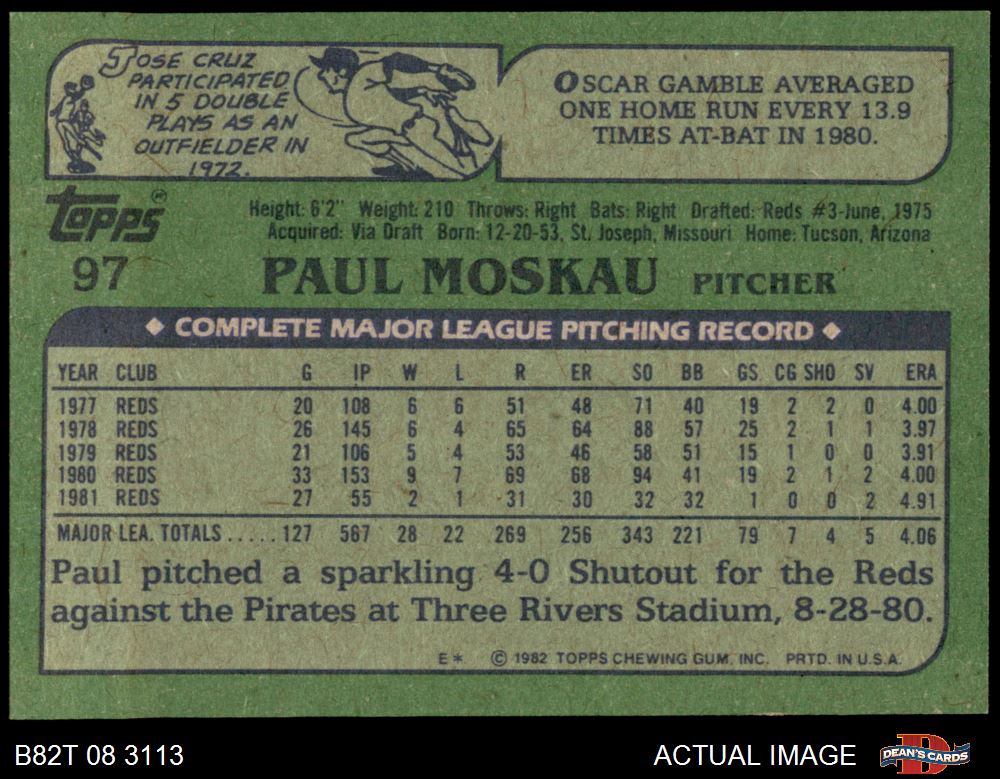 JOSE CRUZ
PARTICIPATED
IN 5 DOUBLE
PLAYS AS AN
OUTFIELDER IN
1972.
OSCAR GAMBLE AVERAGED
ONE HOME RUN EVERY 13.9
TIMES AT-BAT IN 1980.
TOPPS®
Height: 6'2" Weight: 210 Throws: Right Bats: Right Drafted: Reds #3-June, 1975
Acquired: Via Draft Born: 12-20-53, St. Joseph, Missouri Home: Tucson, Arizona
97 PAUL MOSKAU PITCHER
◆ COMPLETE MAJOR LEAGUE PITCHING RECORD ◆
YEAR CLUB G IP W L R ER SO BB GS CG SHO SV ERA
1977 REDS 20 108 6 6 51 48 71 40 19 2 2 0 4.00
1978 REDS 26 145 6 4 65 64 88 57 25 2 1 1 3.97
1979 REDS 21 106 5 4 53 46 58 51 15 1 0 0 3.91
1980 REDS 33 153 9 7 69 68 94 41 19 2 1 2 4.00
1981 REDS 27 55 2 1 31 30 32 32 1 0 0 2 4.91
MAJOR LEA. TOTALS ..... 127 567 28 22 269 256 343 221 79 7 4 5 4.06
Paul pitched a sparkling 4-0 Shutout for the Reds
against the Pirates at Three Rivers Stadium, 8-28-80.
E* © 1982 TOPPS CHEWING GUM, INC. PRTD. IN U.S.A.
B82T 08 3113 ACTUAL IMAGE DEAN'S CARDS